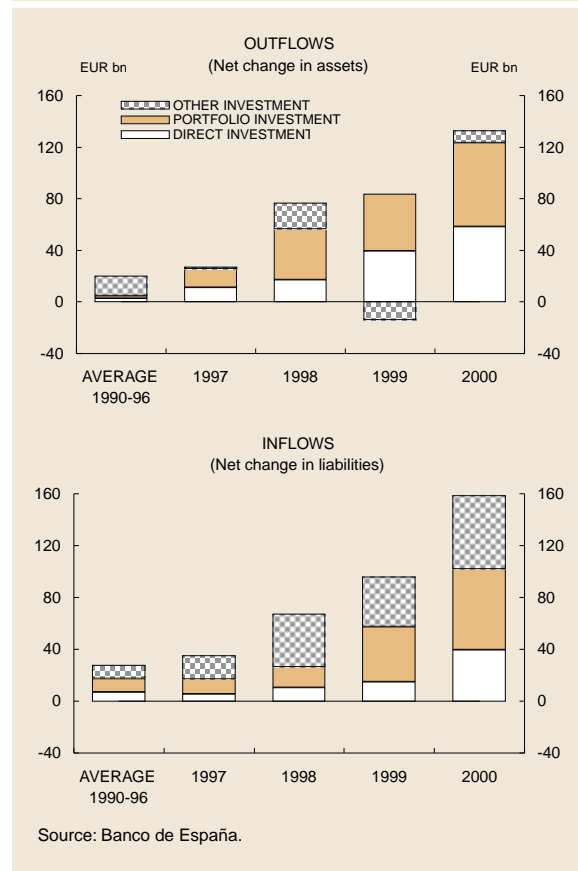 OUTFLOWS
(Net change in assets)
EUR bn EUR bn
OTHER INVESTMENT
PORTFOLIO INVESTMENT
DIRECT INVESTMENT
160 160
120 120
80 80
40 40
0 0
-40 -40
AVERAGE 1997 1998 1999 2000
1990-96
INFLOWS
(Net change in liabilities)
160 160
120 120
80 80
40 40
0 0
-40 -40
AVERAGE 1997 1998 1999 2000
1990-96
Source: Banco de España.